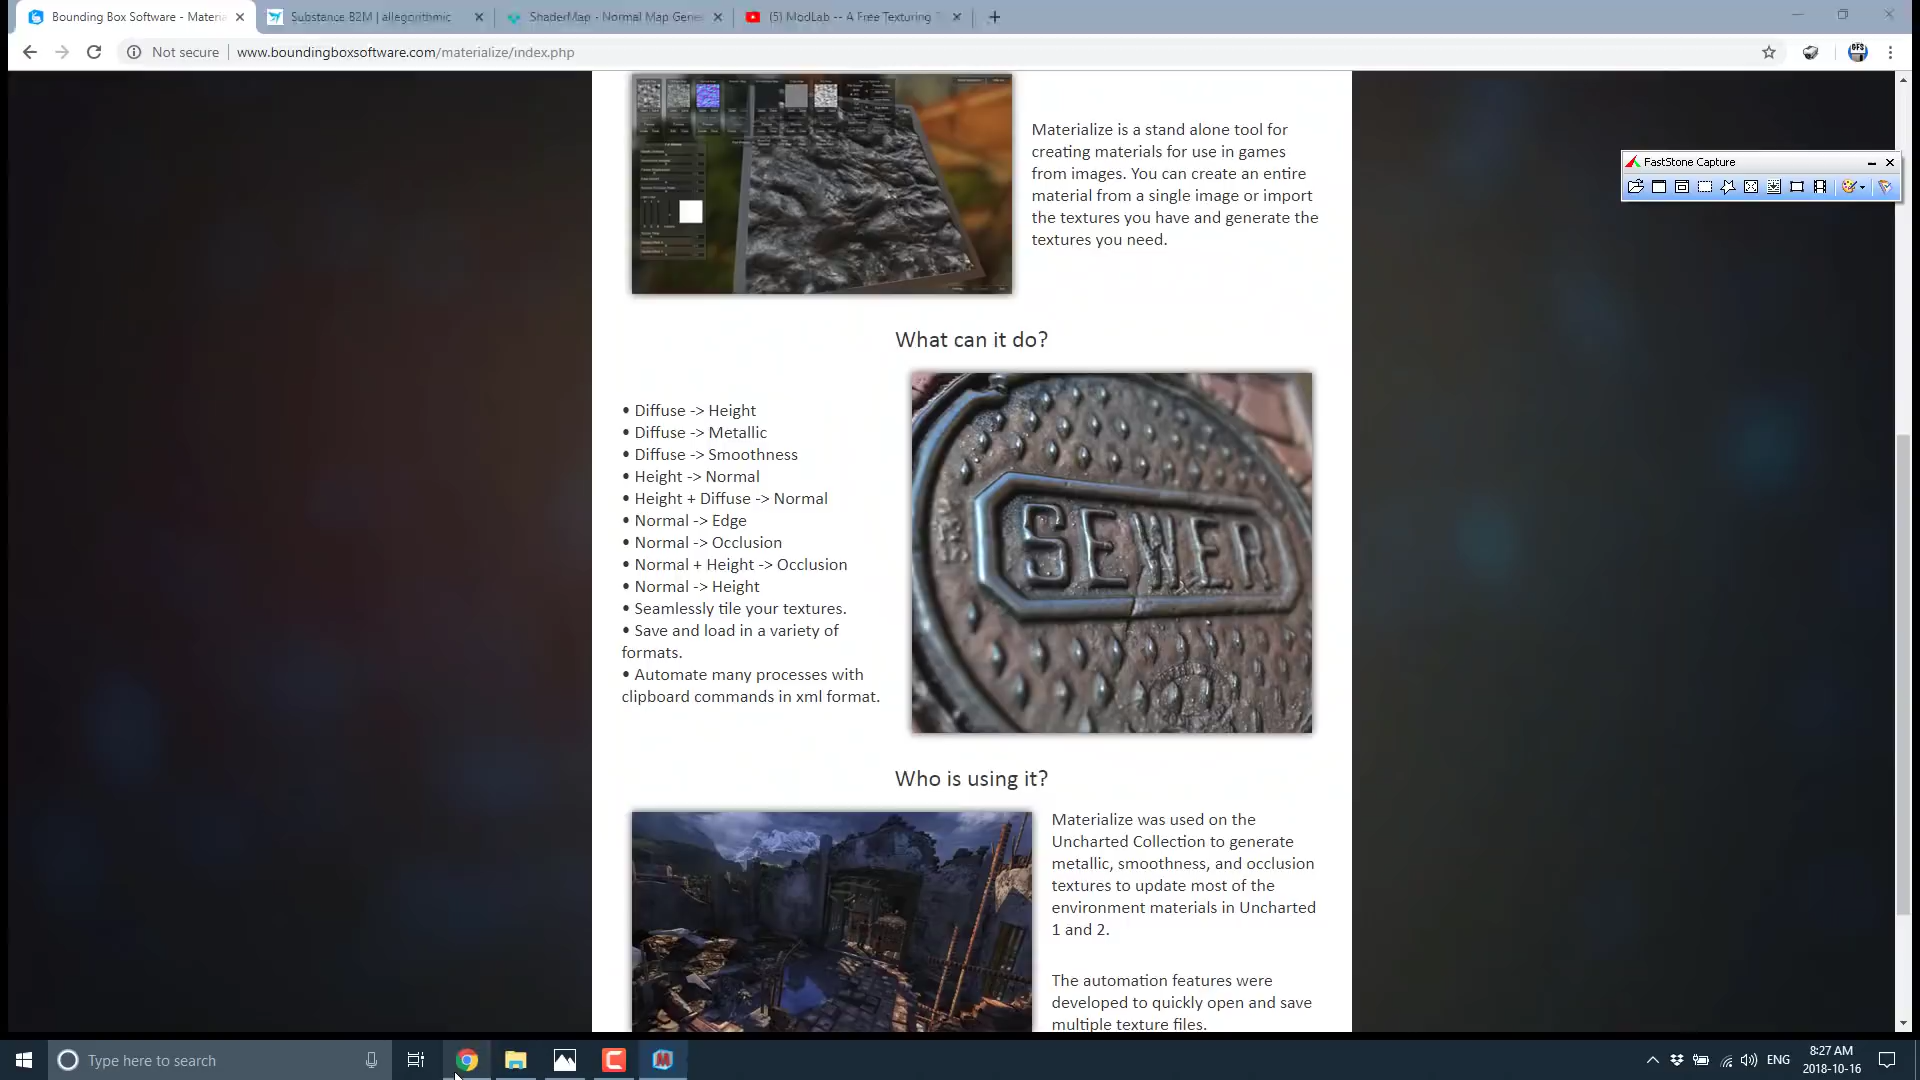 Bounding Box Software - Materia
Substance B2M | allegorithmic
ShaderMap - Normal Map Gene
(5) ModLab -- A Free Texturing T
Not secure
www.boundingboxsoftware.com/materialize/index.php
FastStone Capture
Materialize is a stand alone tool for
creating materials for use in games
from images. You can create an entire
material from a single image or import
the textures you have and generate the
textures you need.
What can it do?
• Diffuse -> Height
• Diffuse -> Metallic
• Diffuse -> Smoothness
• Height -> Normal
• Height + Diffuse -> Normal
• Normal -> Edge
• Normal -> Occlusion
• Normal + Height -> Occlusion
• Normal -> Height
• Seamlessly tile your textures.
• Save and load in a variety of
formats.
• Automate many processes with
clipboard commands in xml format.
SEWER
Who is using it?
Materialize was used on the
Uncharted Collection to generate
metallic, smoothness, and occlusion
textures to update most of the
environment materials in Uncharted
1 and 2.
The automation features were
developed to quickly open and save
multiple texture files.
Type here to search
ENG
8:27 AM
2018-10-16